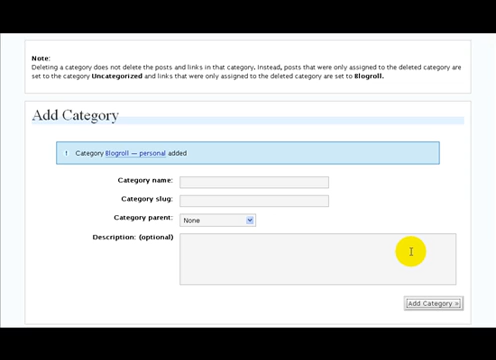 Note:
Deleting a category does not delete the posts and links in that category. Instead, posts that were only assigned to the deleted category are
set to the category Uncategorized and links that were only assigned to the deleted category are set to Blogroll.
Add Category
! Category Blogroll — personal added
Category name:
Category slug:
Category parent: None
Description: (optional)
Add Category »